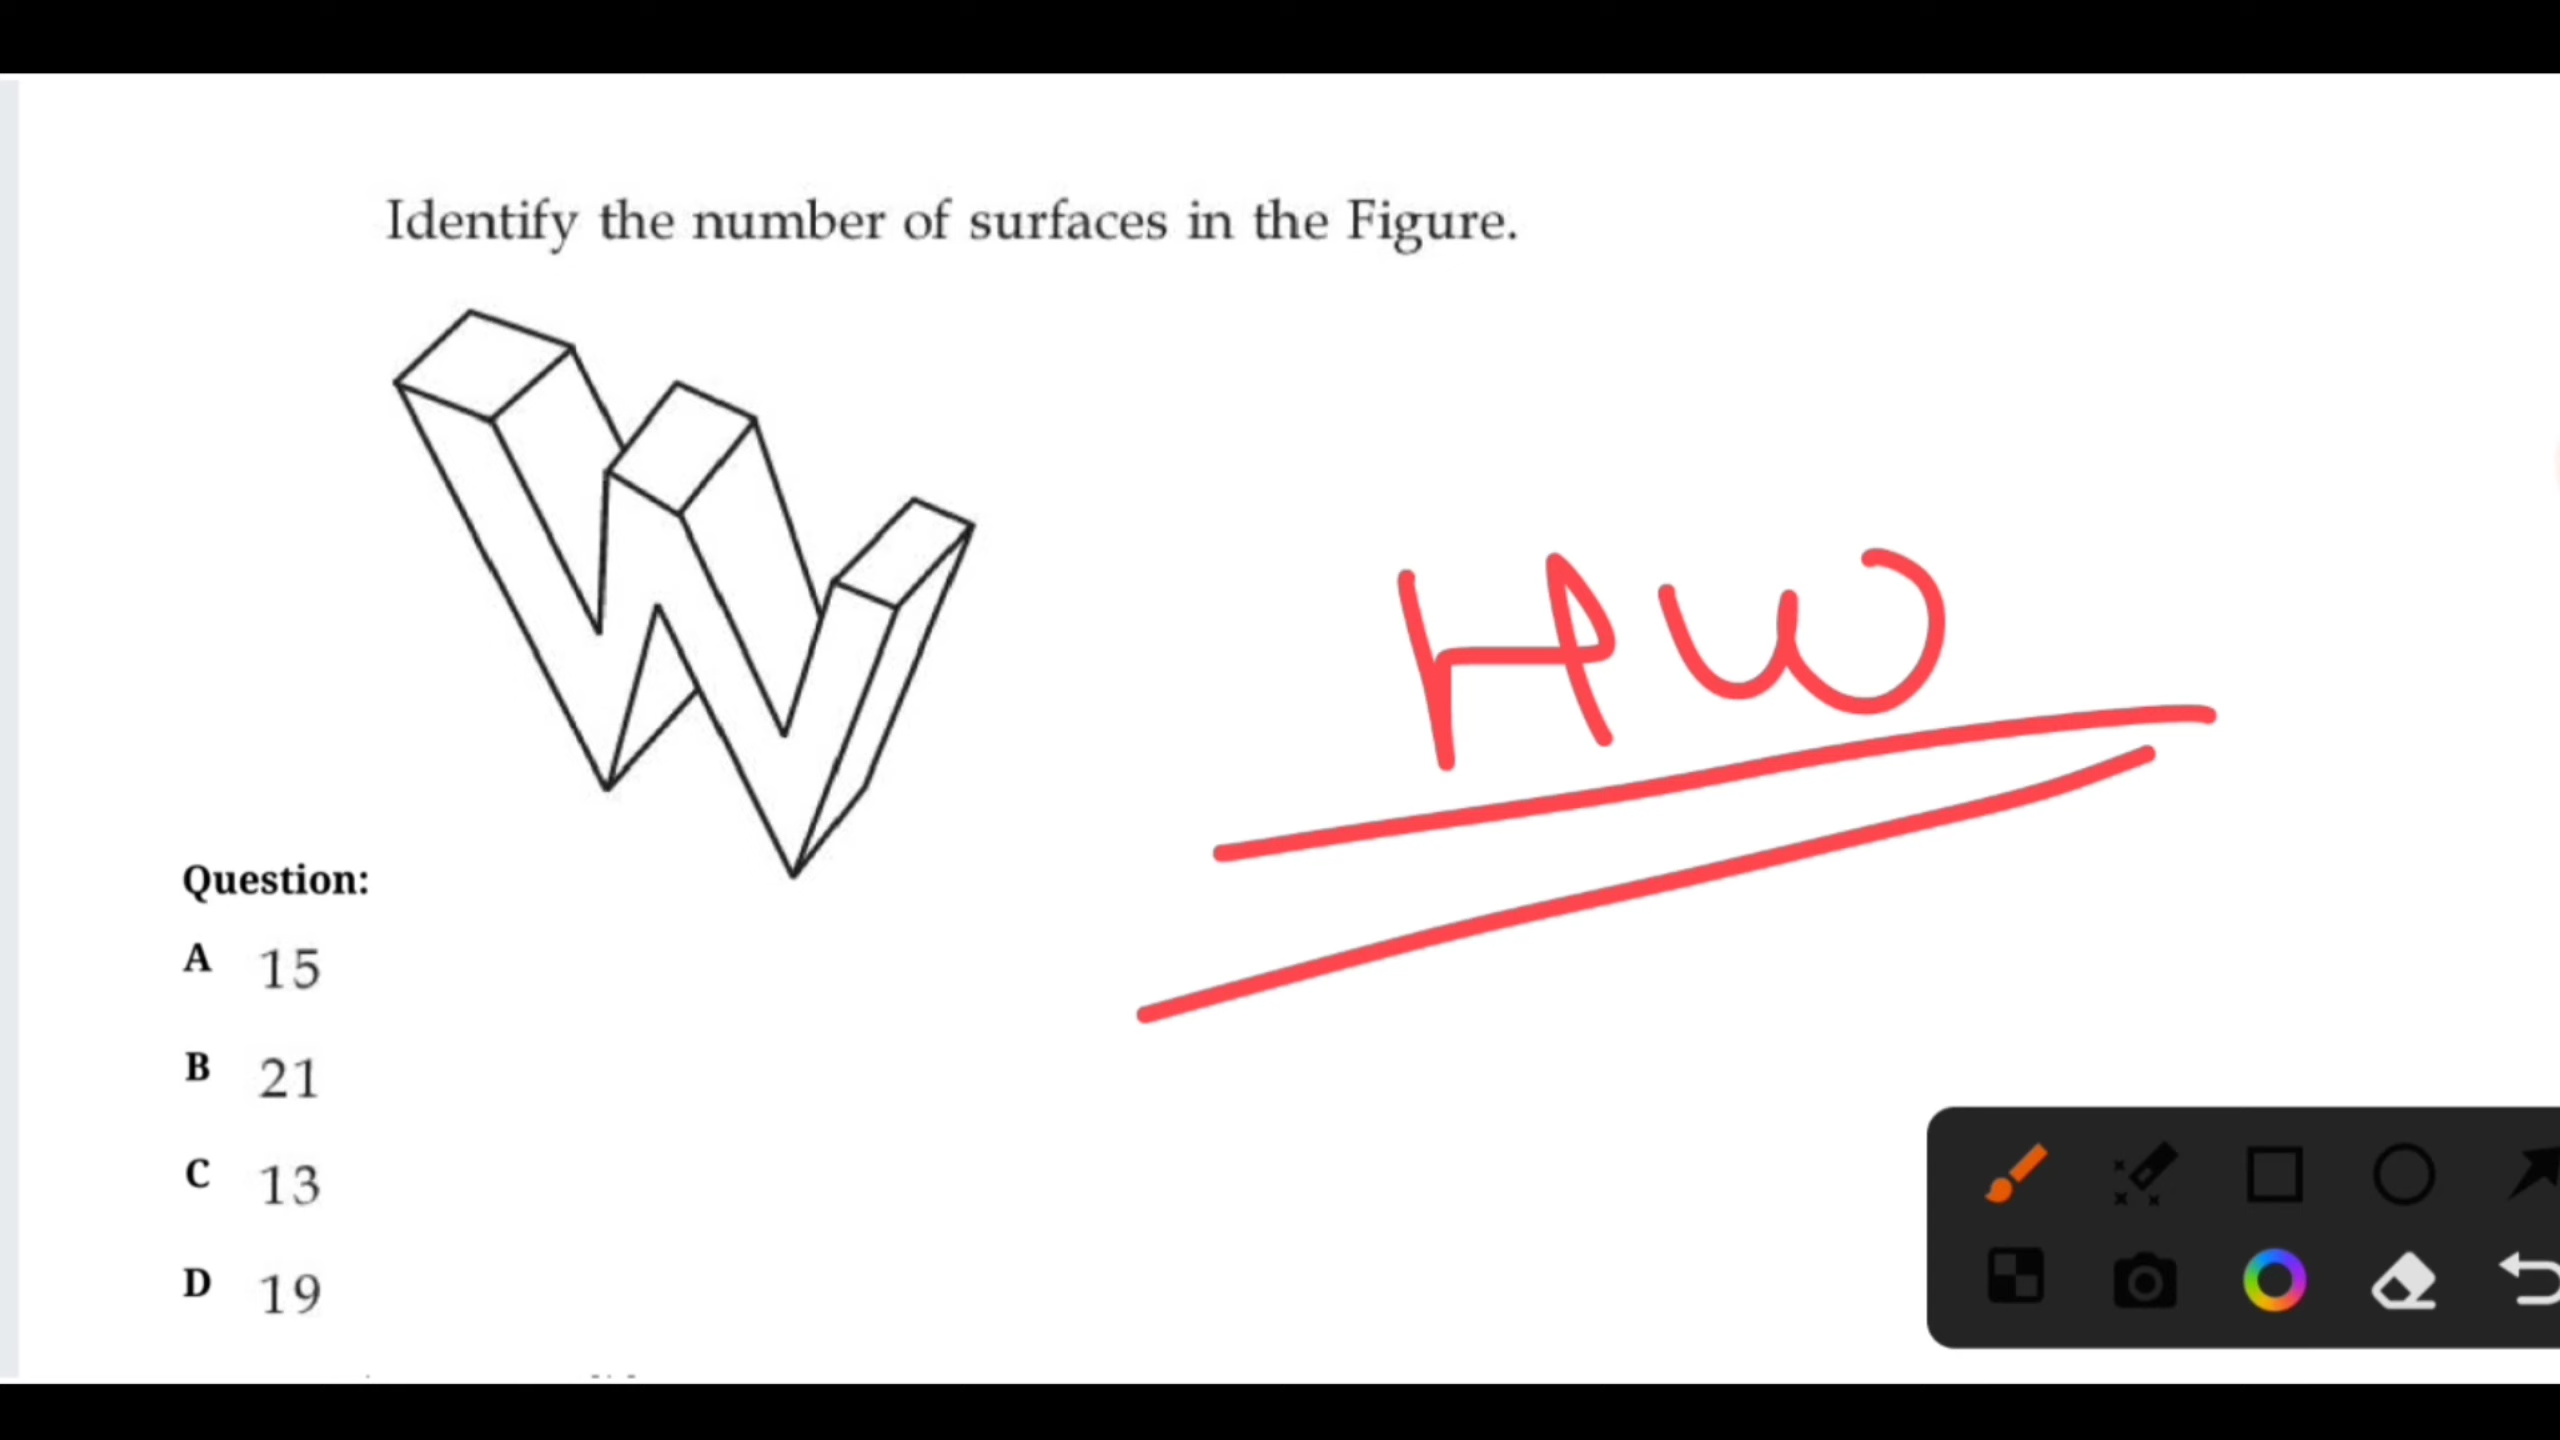 Identify the number of surfaces in the Figure.
HW
Question:
A 15
B 21
C 13
D 19